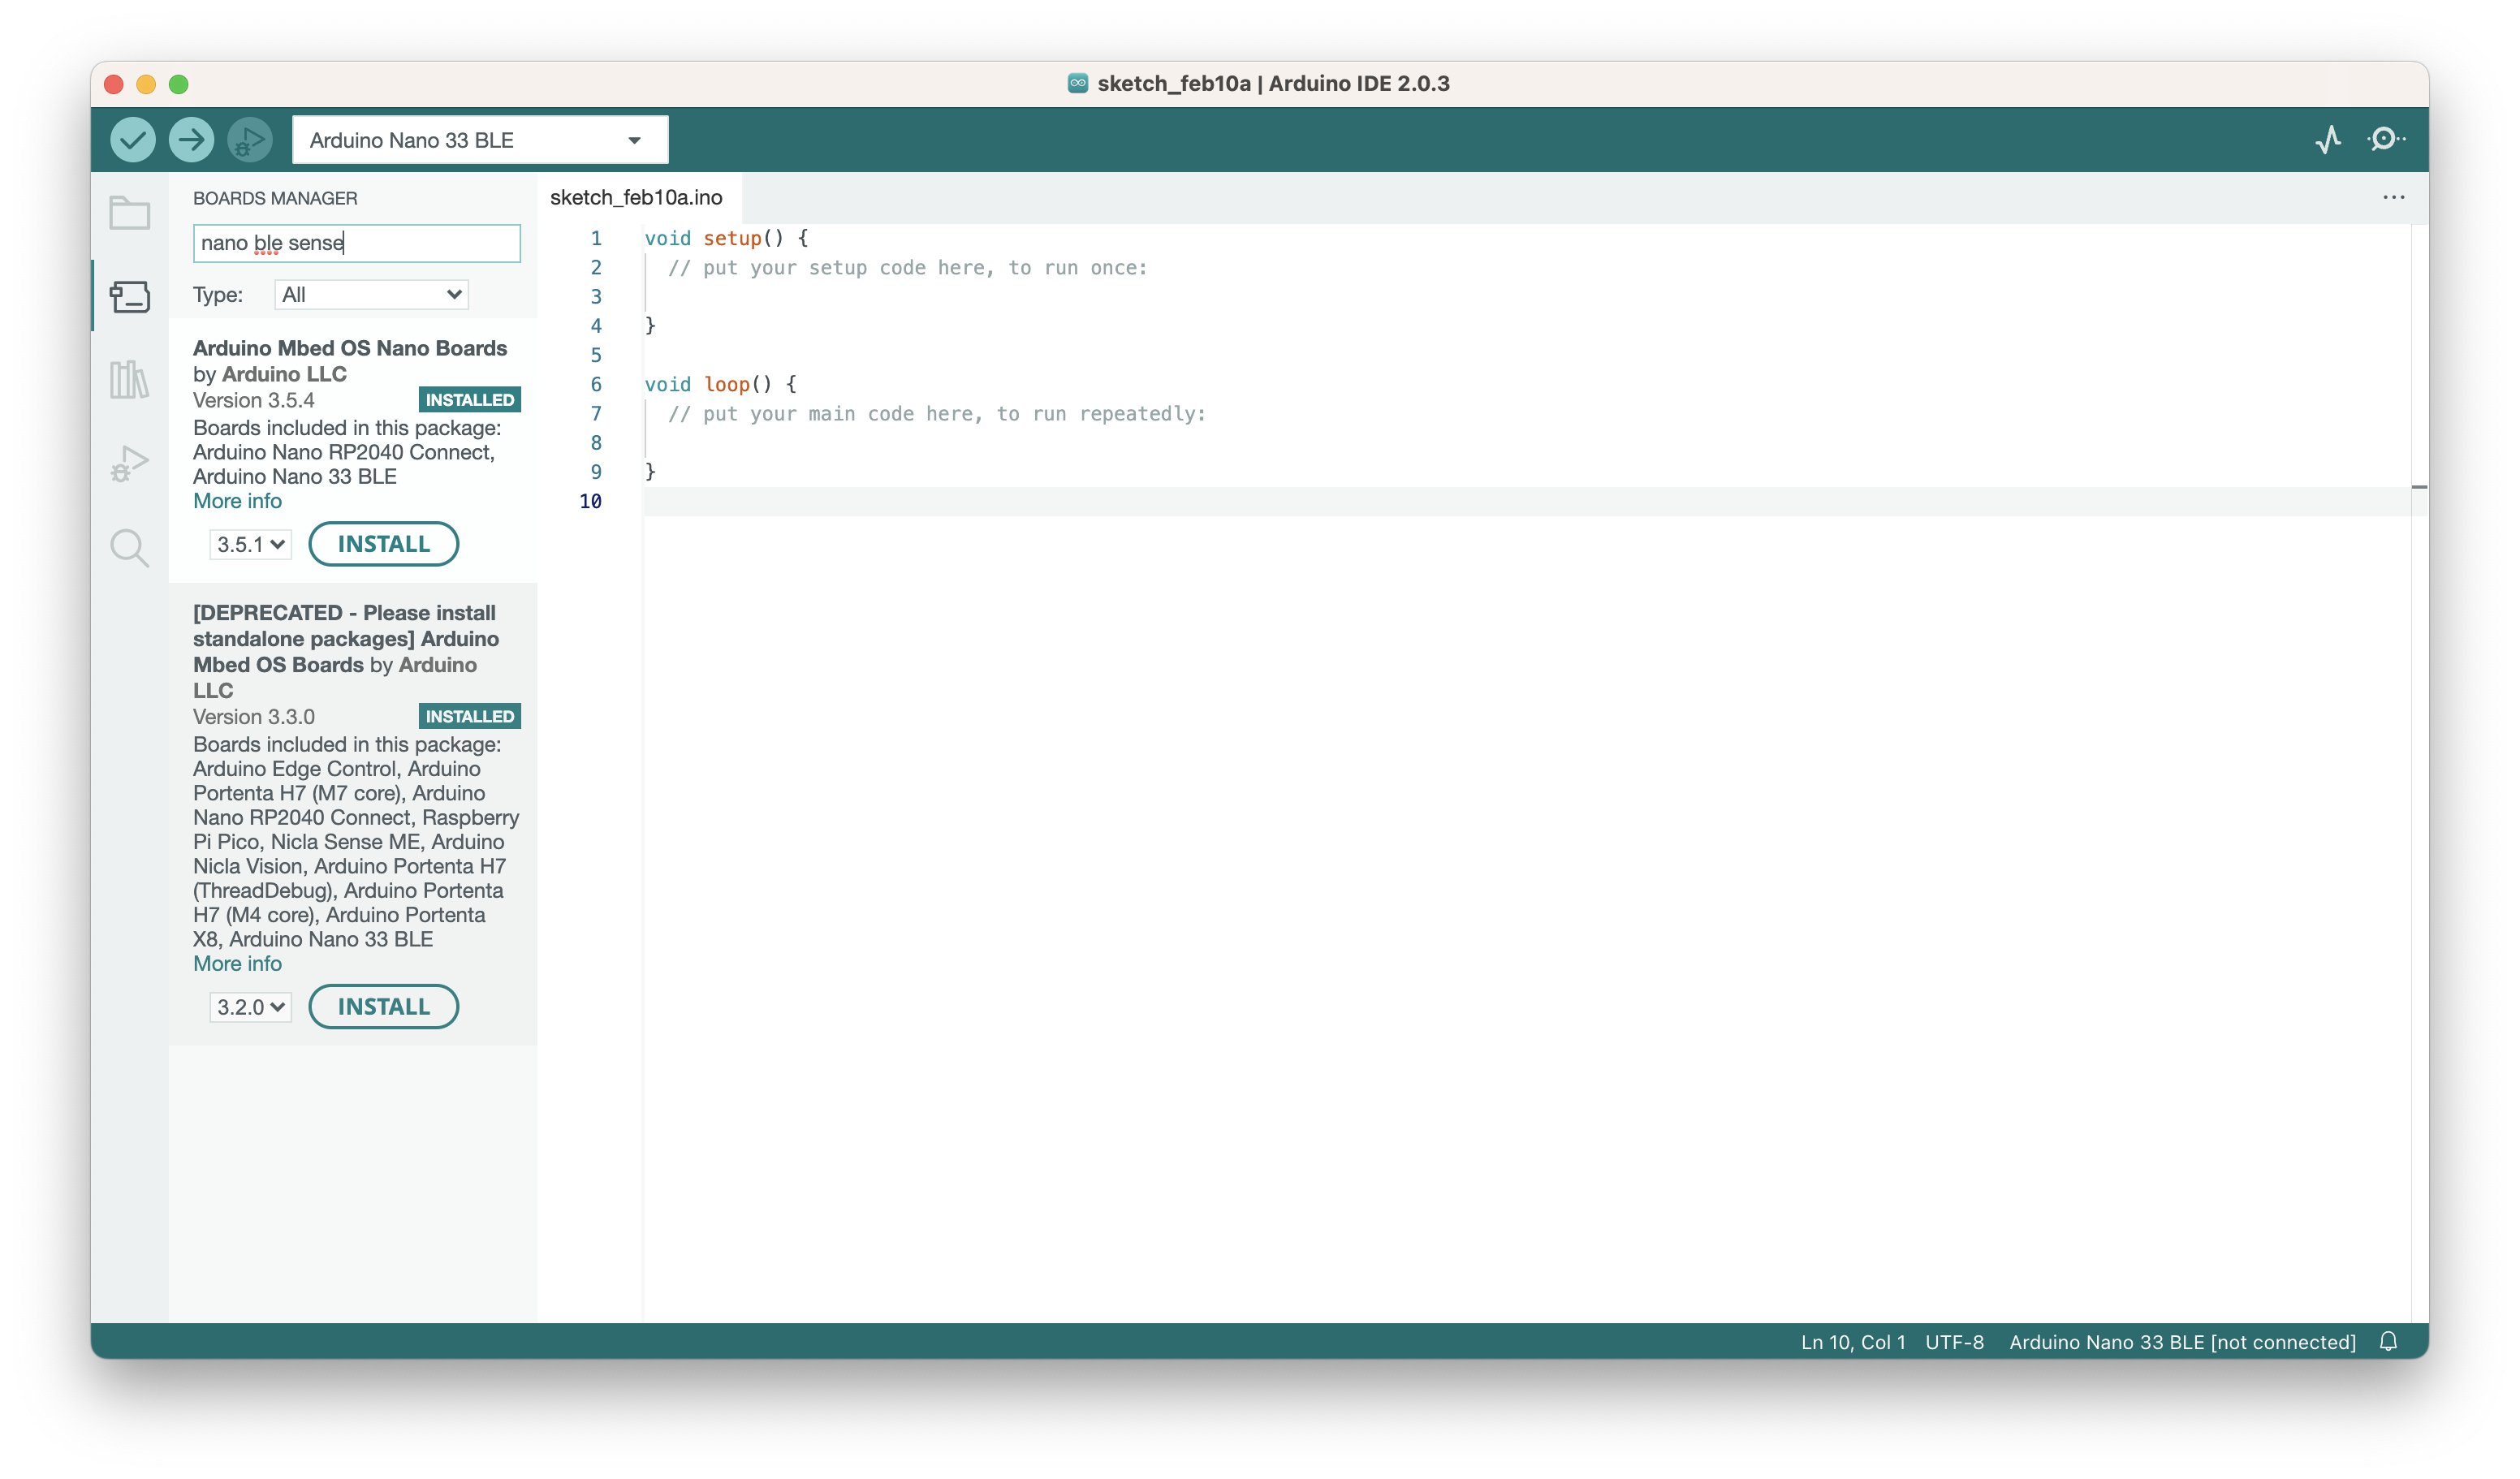 sketch_feb10a | Arduino IDE 2.0.3
Arduino Nano 33 BLE
BOARDS MANAGER
nano ble sense
Type: All
Arduino Mbed OS Nano Boards
by Arduino LLC
Version 3.5.4 INSTALLED
Boards included in this package:
Arduino Nano RP2040 Connect,
Arduino Nano 33 BLE
More info
3.5.1 INSTALL
[DEPRECATED - Please install
standalone packages] Arduino
Mbed OS Boards by Arduino
LLC
Version 3.3.0 INSTALLED
Boards included in this package:
Arduino Edge Control, Arduino
Portenta H7 (M7 core), Arduino
Nano RP2040 Connect, Raspberry
Pi Pico, Nicla Sense ME, Arduino
Nicla Vision, Arduino Portenta H7
(ThreadDebug), Arduino Portenta
H7 (M4 core), Arduino Portenta
X8, Arduino Nano 33 BLE
More info
3.2.0 INSTALL
sketch_feb10a.ino
1 void setup() {
2 // put your setup code here, to run once:
3
4 }
5
6 void loop() {
7 // put your main code here, to run repeatedly:
8
9 }
10
Ln 10, Col 1 UTF-8 Arduino Nano 33 BLE [not connected]